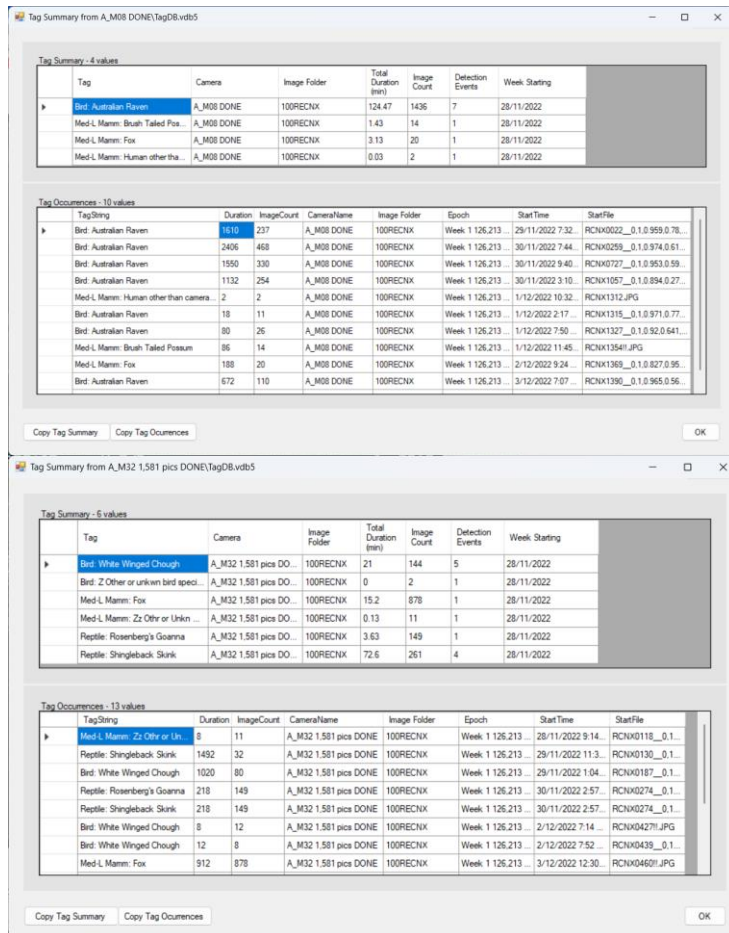 Tag Summary from A_M08 DONE\TagDB.vdb5
Tag Summary - 4 values
Tag Camera Image Folder Total Duration (min) Image Count Detection Events Week Starting
Bird: Australian Raven A_M08 DONE 100RECNX 124.47 1436 7 28/11/2022
Med-L Mamm: Brush Tailed Pos... A_M08 DONE 100RECNX 1.43 14 1 28/11/2022
Med-L Mamm: Fox A_M08 DONE 100RECNX 3.13 20 1 28/11/2022
Med-L Mamm: Human other tha... A_M08 DONE 100RECNX 0.03 2 1 28/11/2022
Tag Occurrences - 10 values
TagString Duration ImageCount CameraName Image Folder Epoch StartTime StartFile
Bird: Australian Raven 1610 237 A_M08 DONE 100RECNX Week 1 126,213 ... 29/11/2022 7:32... RCNX0022__0,1,0.959,0.78,...
Bird: Australian Raven 2406 468 A_M08 DONE 100RECNX Week 1 126,213 ... 30/11/2022 7:44... RCNX0259__0,1,0.974,0.61...
Bird: Australian Raven 1550 330 A_M08 DONE 100RECNX Week 1 126,213 ... 30/11/2022 9:40... RCNX0727__0,1,0.953,0.59...
Bird: Australian Raven 1132 254 A_M08 DONE 100RECNX Week 1 126,213 ... 30/11/2022 3:10... RCNX1057__0,1,0.894,0.27...
Med-L Mamm: Human other than camera... 2 2 A_M08 DONE 100RECNX Week 1 126,213 ... 1/12/2022 10:32... RCNX1312.JPG
Bird: Australian Raven 18 11 A_M08 DONE 100RECNX Week 1 126,213 ... 1/12/2022 2:17 ... RCNX1315__0,1,0.971,0.77...
Bird: Australian Raven 80 26 A_M08 DONE 100RECNX Week 1 126,213 ... 1/12/2022 7:50 ... RCNX1327__0,1,0.92,0.641,...
Med-L Mamm: Brush Tailed Possum 86 14 A_M08 DONE 100RECNX Week 1 126,213 ... 1/12/2022 11:45... RCNX1354!!.JPG
Med-L Mamm: Fox 188 20 A_M08 DONE 100RECNX Week 1 126,213 ... 2/12/2022 9:24 ... RCNX1369__0,1,0.827,0.95...
Bird: Australian Raven 672 110 A_M08 DONE 100RECNX Week 1 126,213 ... 3/12/2022 7:07 ... RCNX1390__0,1,0.965,0.56...
Copy Tag Summary Copy Tag Ocurrences OK
Tag Summary from A_M32 1,581 pics DONE\TagDB.vdb5
Tag Summary - 6 values
Tag Camera Image Folder Total Duration (min) Image Count Detection Events Week Starting
Bird: White Winged Chough A_M32 1,581 pics DO... 100RECNX 21 144 5 28/11/2022
Bird: Z Other or unkwn bird speci... A_M32 1,581 pics DO... 100RECNX 0 2 1 28/11/2022
Med-L Mamm: Fox A_M32 1,581 pics DO... 100RECNX 15.2 878 1 28/11/2022
Med-L Mamm: Zz Othr or Unkn ... A_M32 1,581 pics DO... 100RECNX 0.13 11 1 28/11/2022
Reptile: Rosenberg's Goanna A_M32 1,581 pics DO... 100RECNX 3.63 149 1 28/11/2022
Reptile: Shingleback Skink A_M32 1,581 pics DO... 100RECNX 72.6 261 4 28/11/2022
Tag Occurrences - 13 values
TagString Duration ImageCount CameraName Image Folder Epoch StartTime StartFile
Med-L Mamm: Zz Othr or Un... 8 11 A_M32 1,581 pics DONE 100RECNX Week 1 126,213 ... 28/11/2022 9:14... RCNX0118__0,1...
Reptile: Shingleback Skink 1492 32 A_M32 1,581 pics DONE 100RECNX Week 1 126,213 ... 29/11/2022 11:3... RCNX0130__0,1...
Bird: White Winged Chough 1020 80 A_M32 1,581 pics DONE 100RECNX Week 1 126,213 ... 29/11/2022 1:04... RCNX0187__0,1...
Reptile: Rosenberg's Goanna 218 149 A_M32 1,581 pics DONE 100RECNX Week 1 126,213 ... 30/11/2022 2:57... RCNX0274__0,1...
Reptile: Shingleback Skink 218 149 A_M32 1,581 pics DONE 100RECNX Week 1 126,213 ... 30/11/2022 2:57... RCNX0274__0,1...
Bird: White Winged Chough 8 12 A_M32 1,581 pics DONE 100RECNX Week 1 126,213 ... 2/12/2022 7:14 ... RCNX0427!!.JPG
Bird: White Winged Chough 12 8 A_M32 1,581 pics DONE 100RECNX Week 1 126,213 ... 2/12/2022 7:52 ... RCNX0439__0,1...
Med-L Mamm: Fox 912 878 A_M32 1,581 pics DONE 100RECNX Week 1 126,213 ... 3/12/2022 12:30... RCNX0460!!.JPG
Copy Tag Summary Copy Tag Ocurrences OK